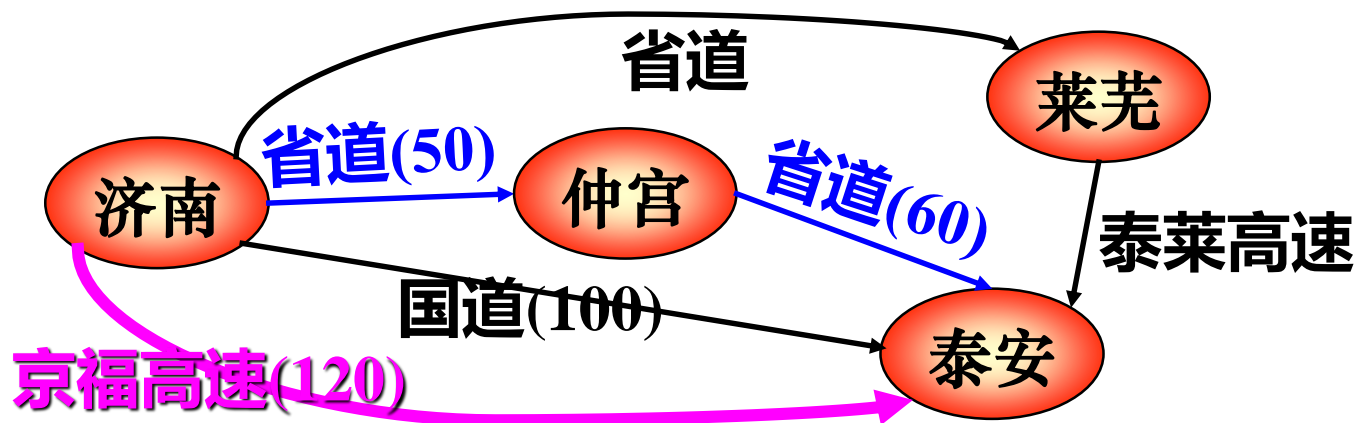 省道
莱芜
省道(50)
济南
仲宫
省道(60)
泰莱高速
国道(100)
泰安
京福高速(120)